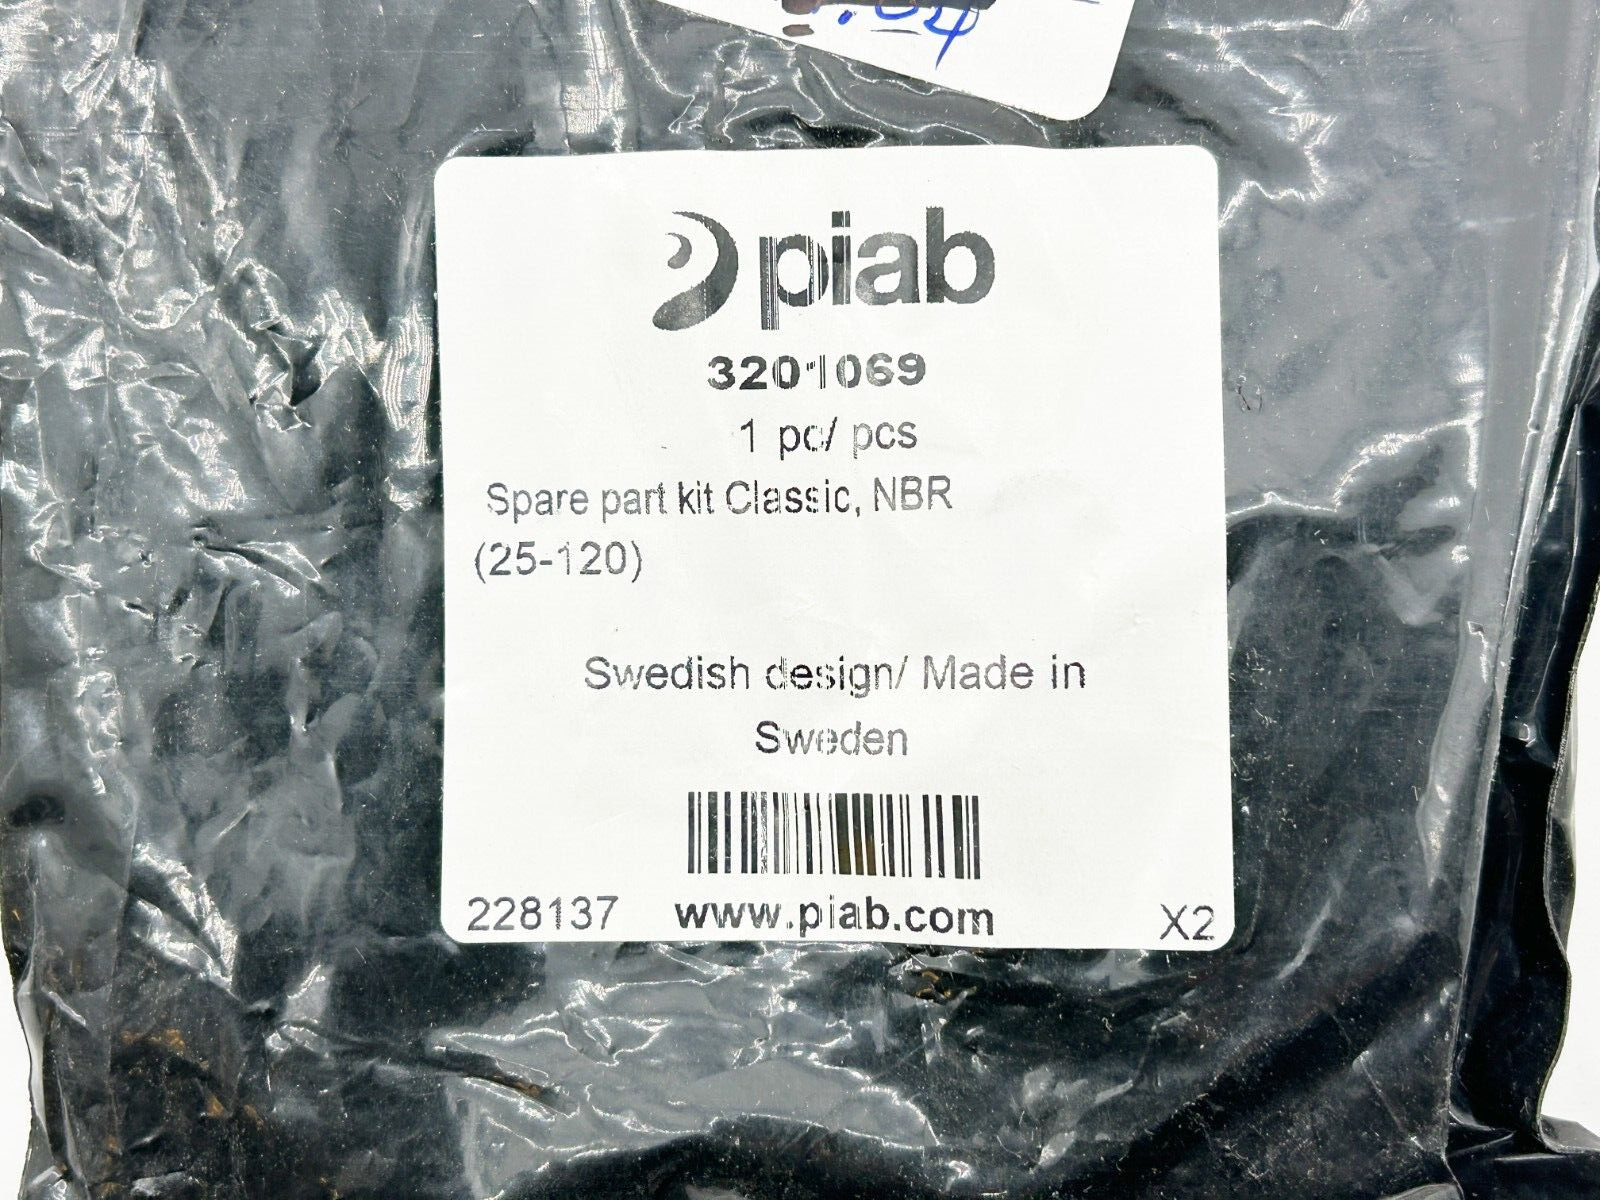 piab
3201069
1 pc/ pcs
Spare part kit Classic, NBR
(25-120)
Swedish design/ Made in
Sweden
228137 www.piab.com X2